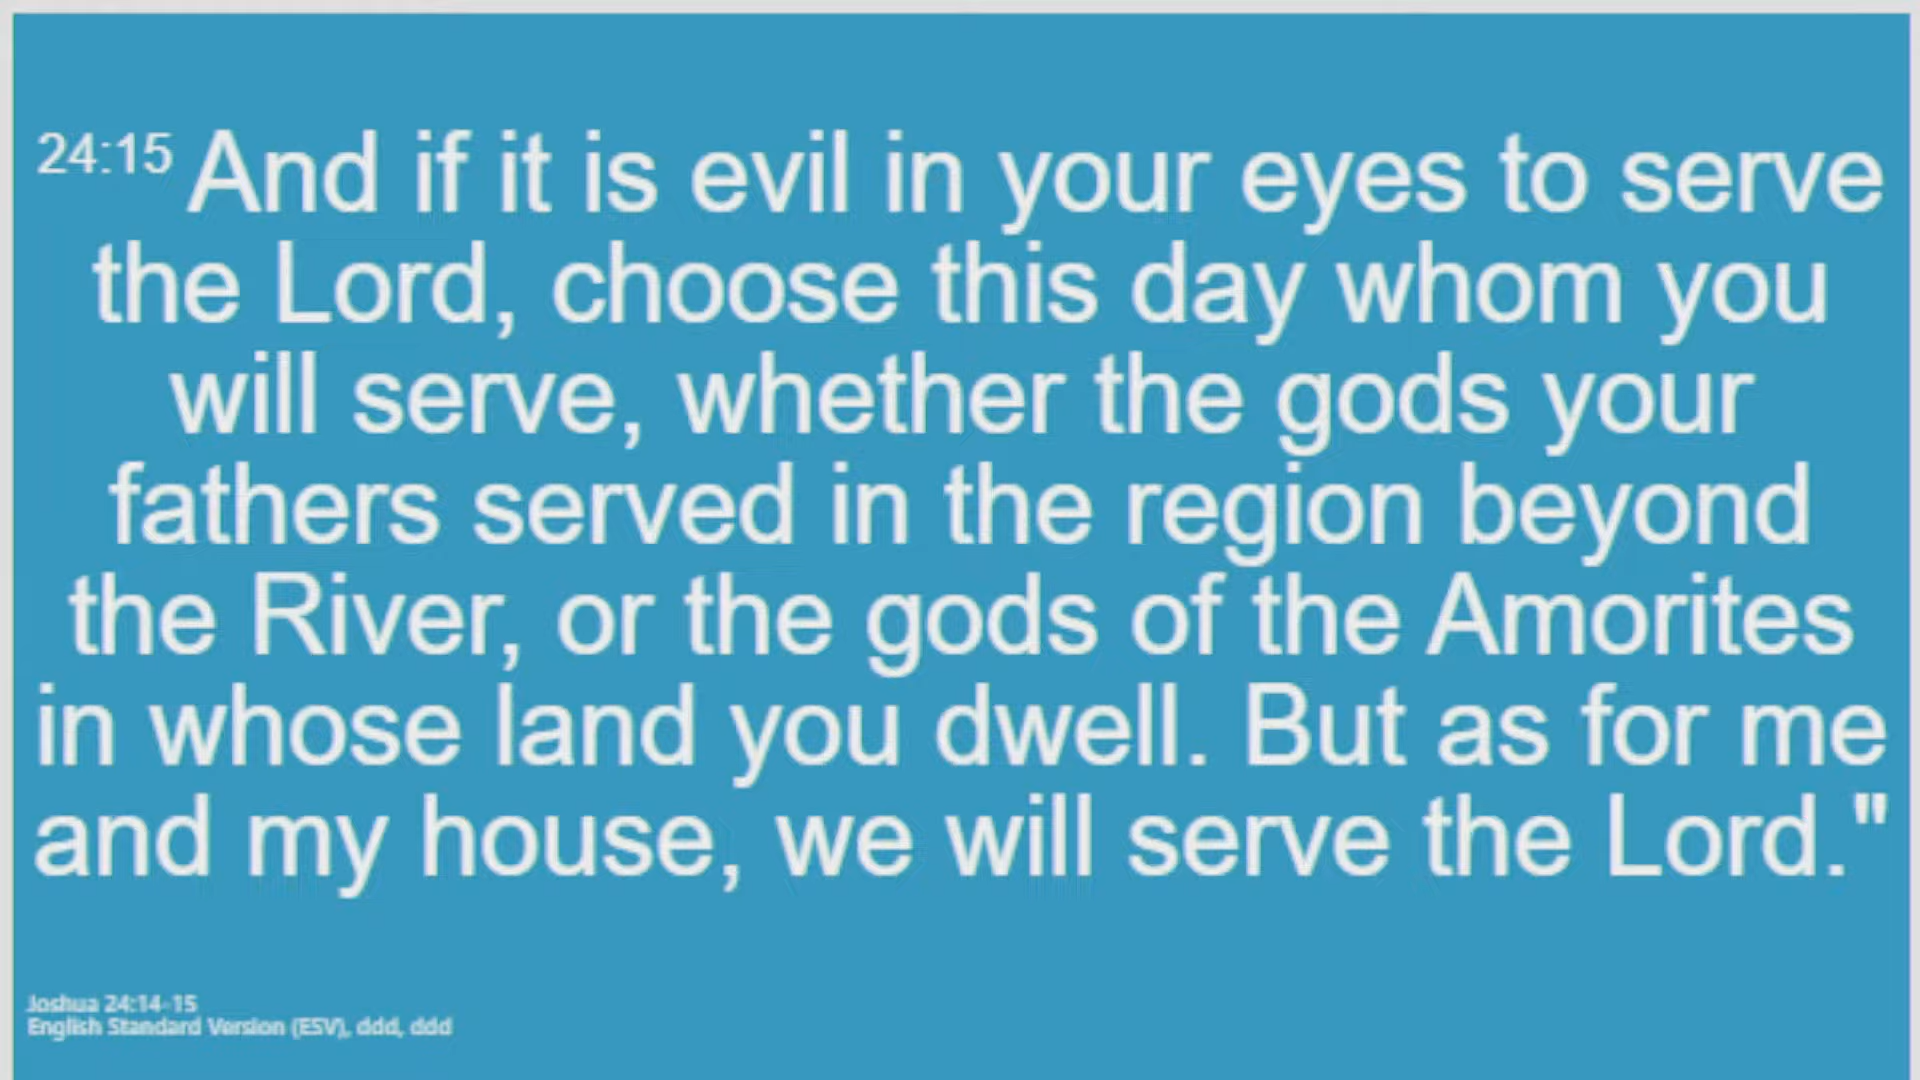 24:15 And if it is evil in your eyes to serve
the Lord, choose this day whom you
will serve, whether the gods your
fathers served in the region beyond
the River, or the gods of the Amorites
in whose land you dwell. But as for me
and my house, we will serve the Lord."
Joshua 24:14-15
English Standard Version (ESV), ddd, ddd